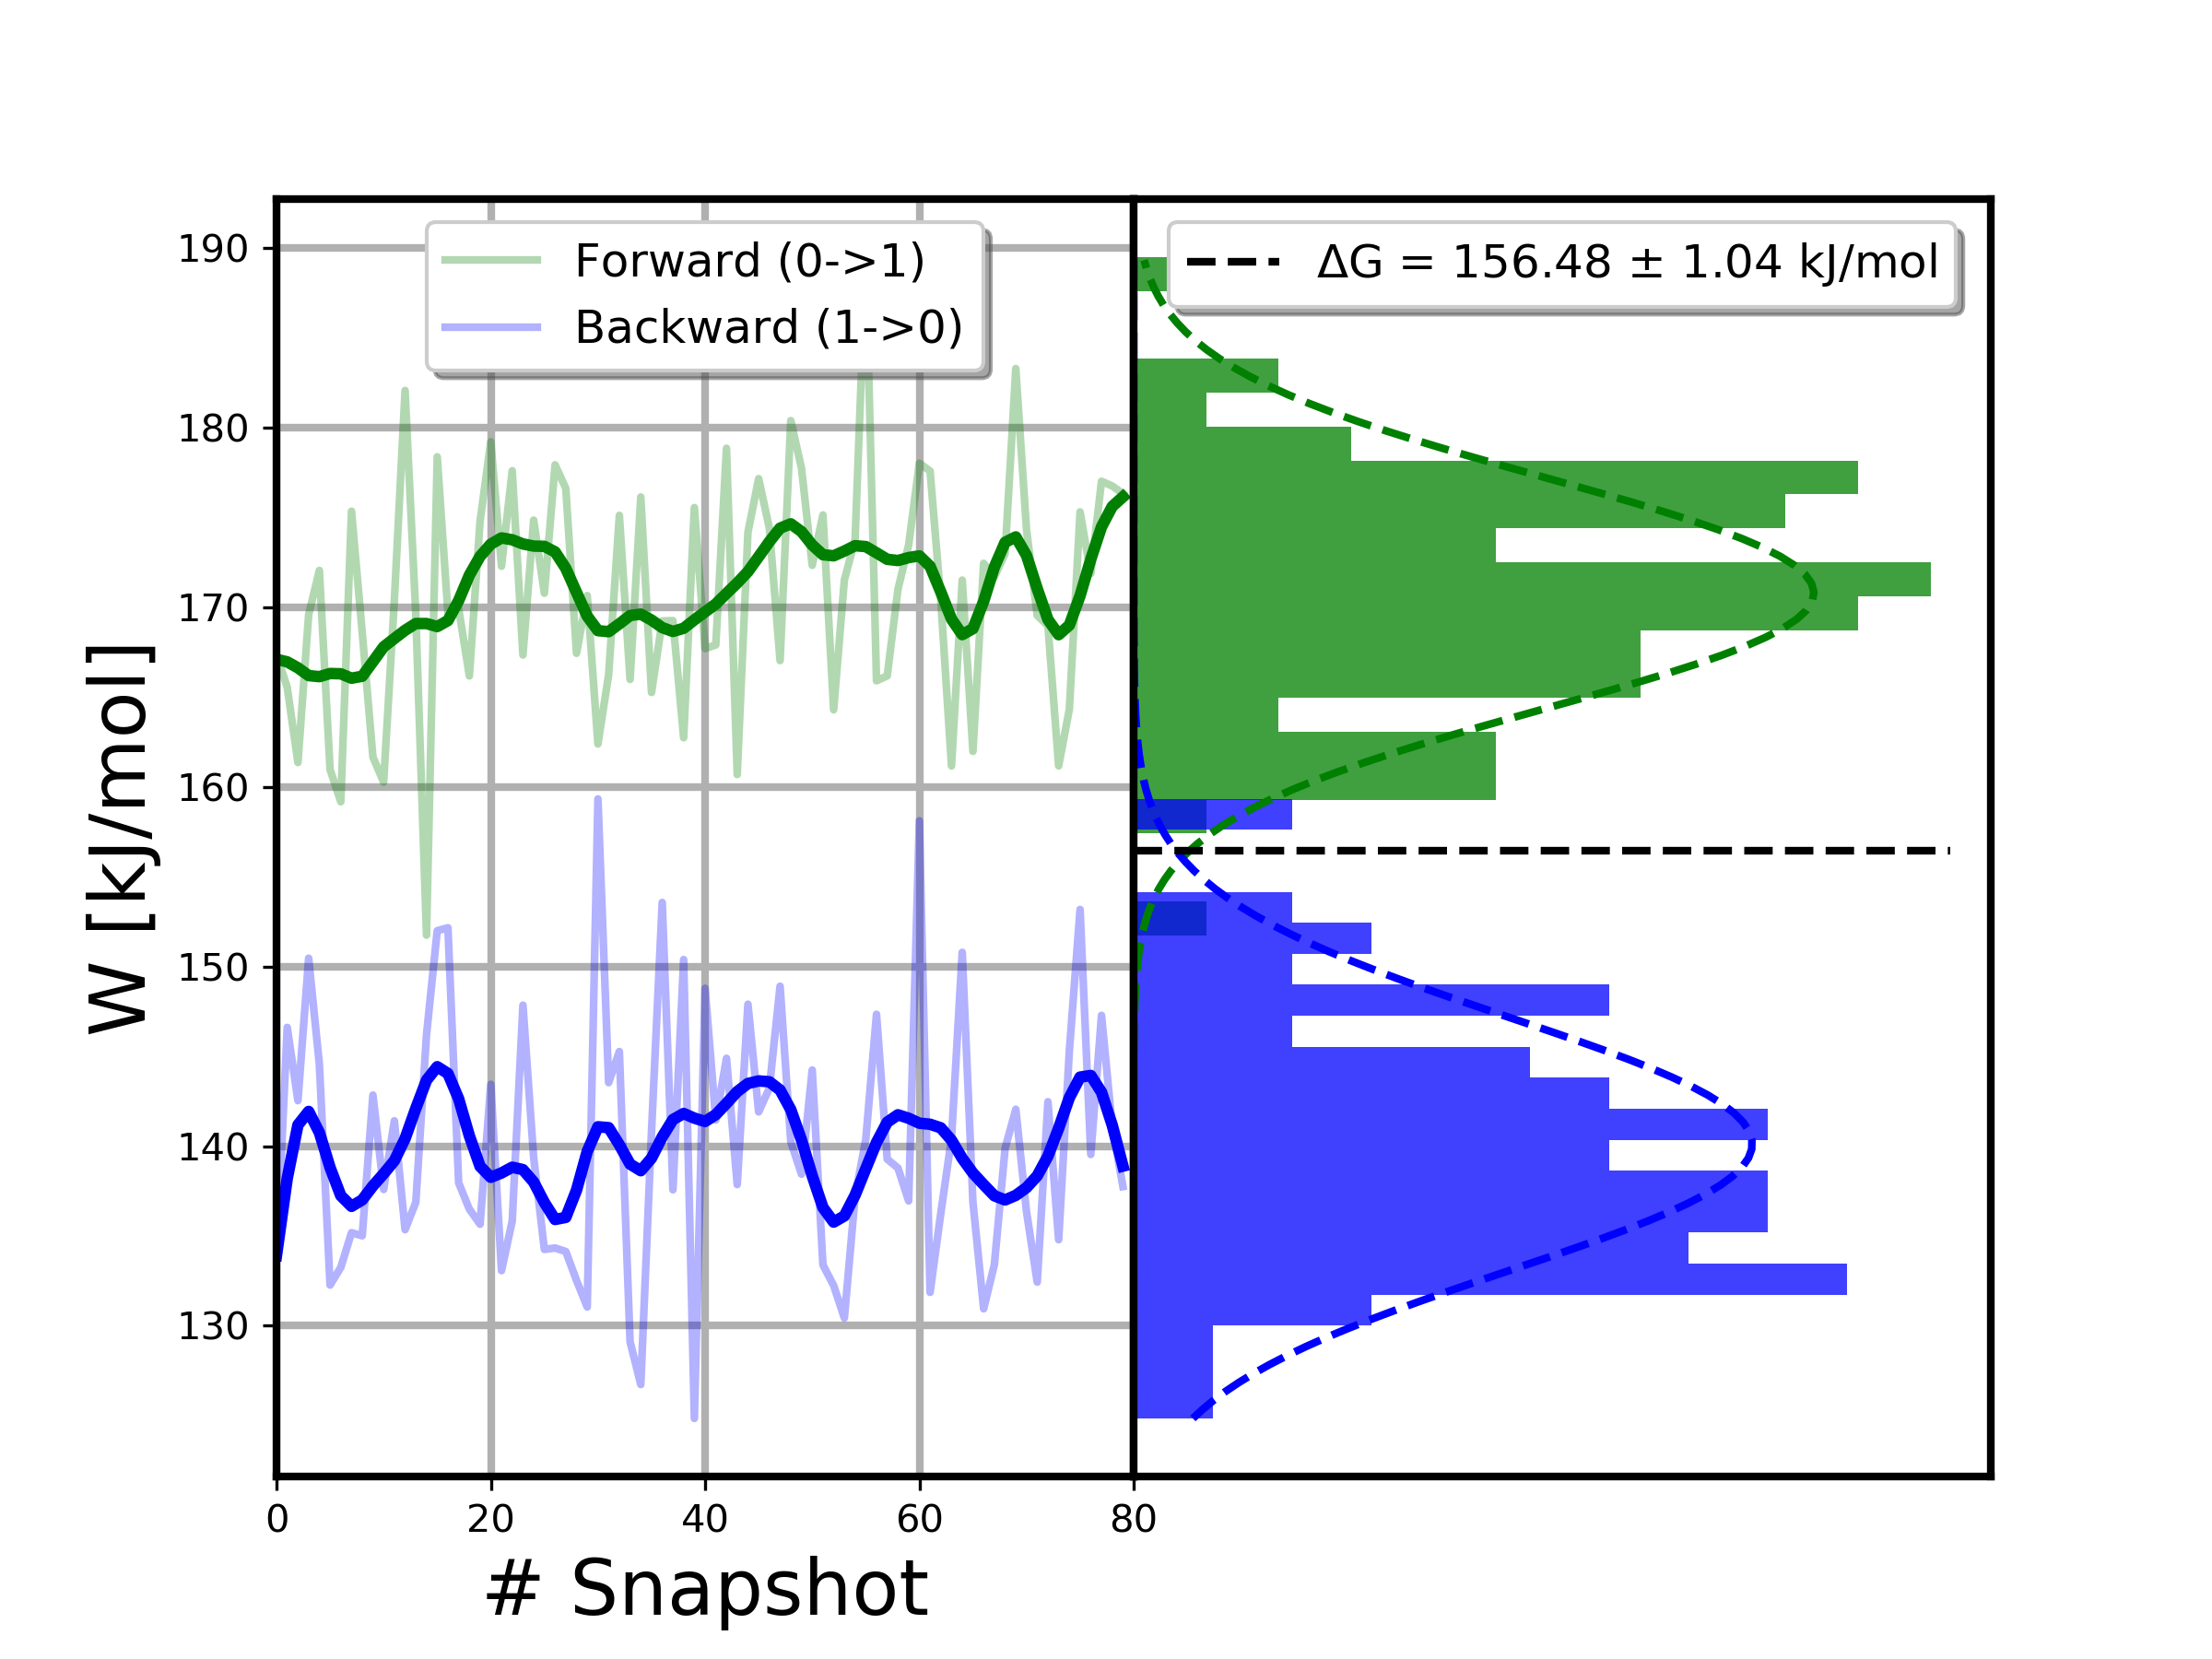 Forward (0->1)
Backward (1->0)
ΔG = 156.48 ± 1.04 kJ/mol
190
180
170
160
150
140
130
W [kJ/mol]
0 20 40 60 80
# Snapshot